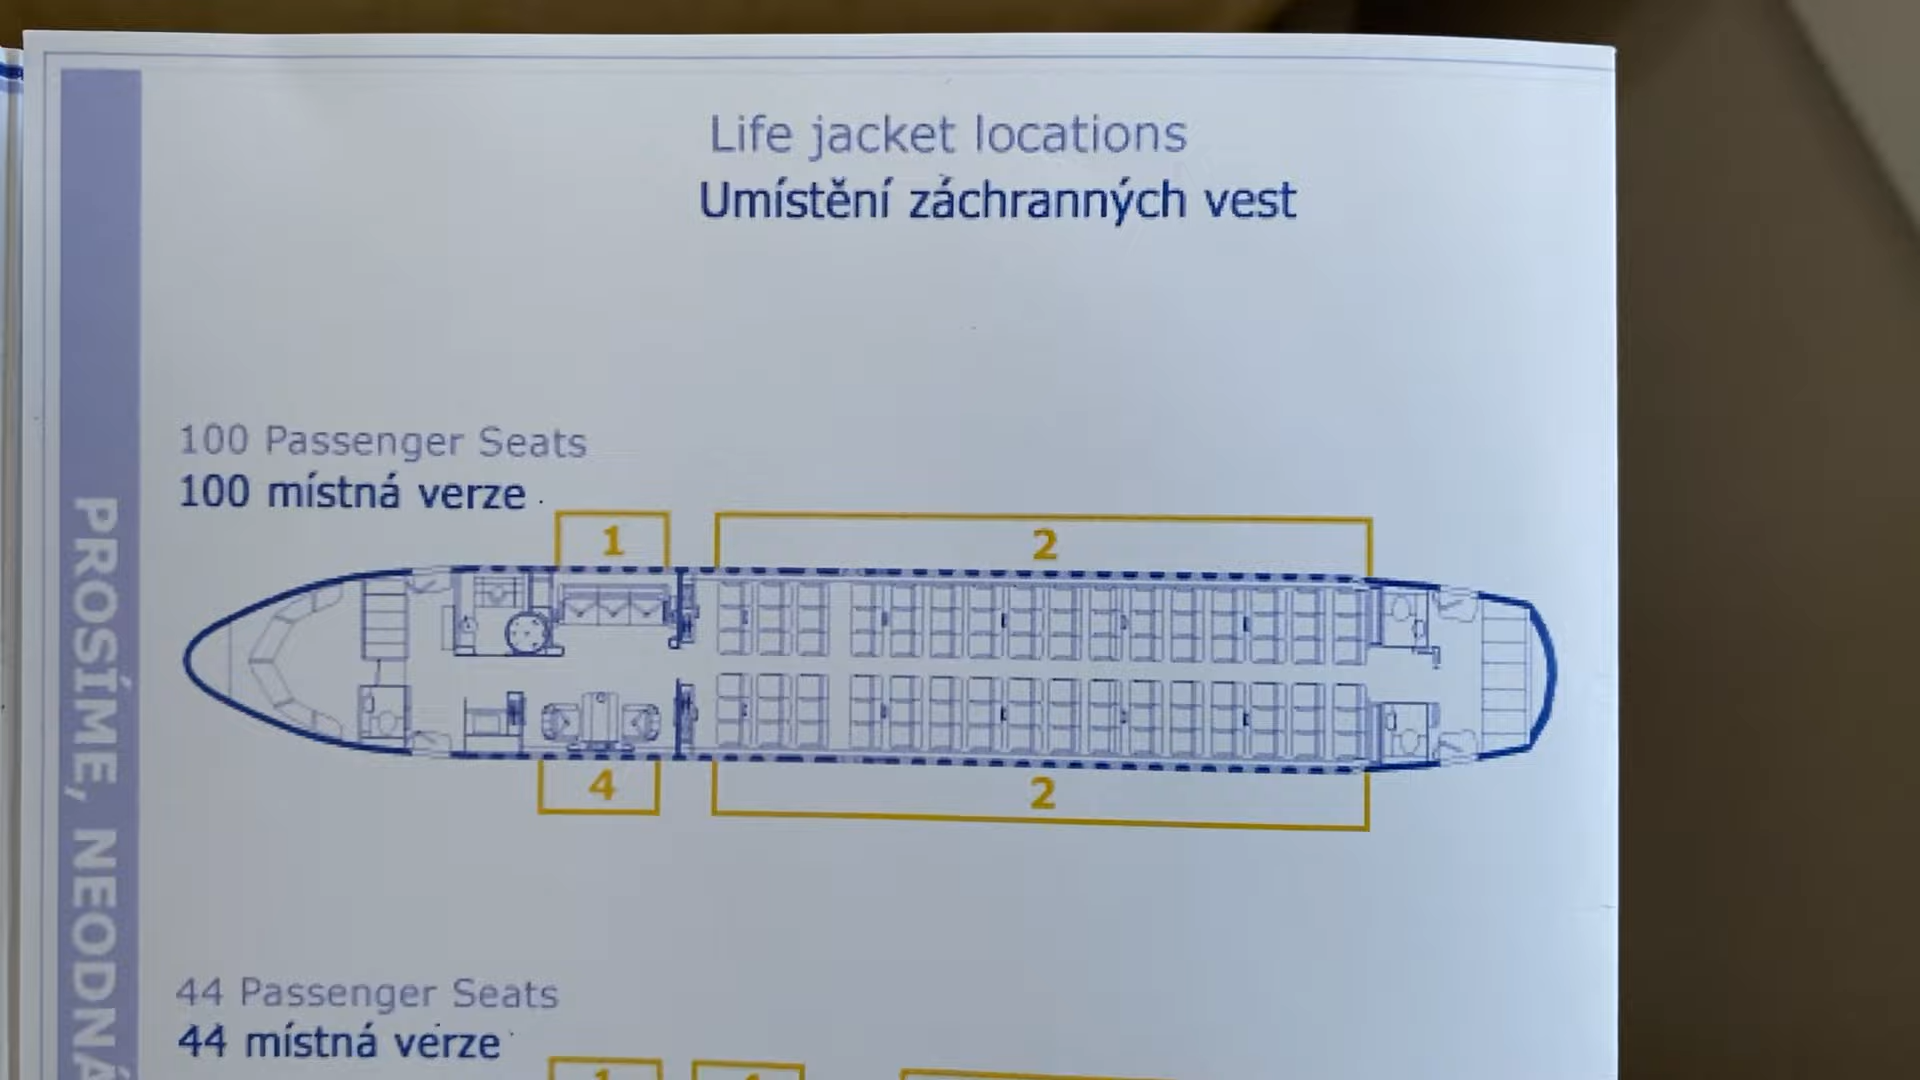 Life jacket locations
Umístění záchranných vest
100 Passenger Seats
100 místná verze
1
2
4
2
44 Passenger Seats
44 místná verze
1
PROSÍME,